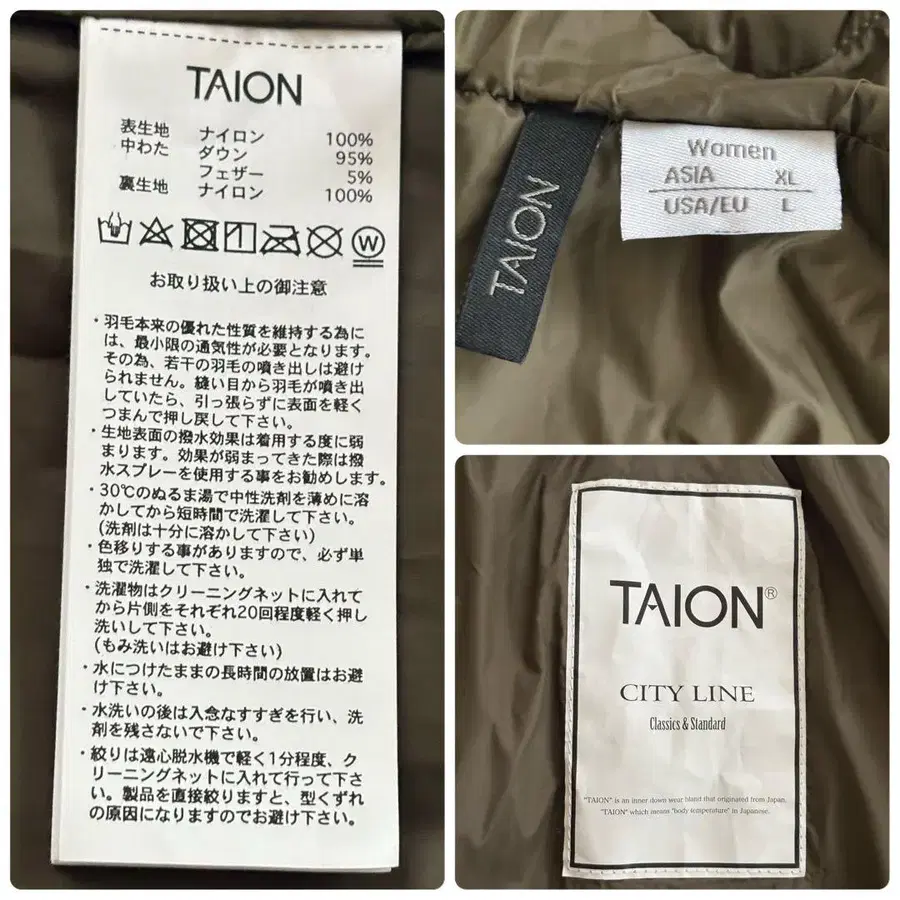 TAION
表生地 ナイロン 100%
中わた ダウン 95%
フェザー 5%
裏生地 ナイロン 100%
W
お取り扱い上の御注意
・羽毛本来の優れた性質を維持する為に
は、最小限の通気性が必要となります。
その為、若干の羽毛の噴き出しは避け
られません。縫い目から羽毛が噴き出
していたら、引っ張らずに表面を軽く
つまんで押し戻して下さい。
・生地表面の撥水効果は着用する度に弱
まります。効果が弱まってきた際は撥
水スプレーを使用する事をお勧めします。
・30℃のぬるま湯で中性洗剤を薄めに溶
かしてから短時間で洗濯して下さい。
(洗剤は十分に溶かして下さい)
・色移りする事がありますので、必ず単
独で洗濯して下さい。
・洗濯物はクリーニングネットに入れて
から片側をそれぞれ20回程度軽く押し
洗いして下さい。
(もみ洗いはお避け下さい)
・水につけたままの長時間の放置はお避
け下さい。
・水洗いの後は入念なすすぎを行い、洗
剤を残さないで下さい。
・絞りは遠心脱水機で軽く1分程度、ク
リーニングネットに入れて行って下さ
い。製品を直接絞りますと、型くずれ
の原因になりますのでお避け下さい。
TAION
Women
ASIA XL
USA/EU L
TAION®
CITY LINE
Classics & Standard
"TAION" is an inner down wear bland that originated from Japan.
"TAION" which means "body temperature" in Japanese.